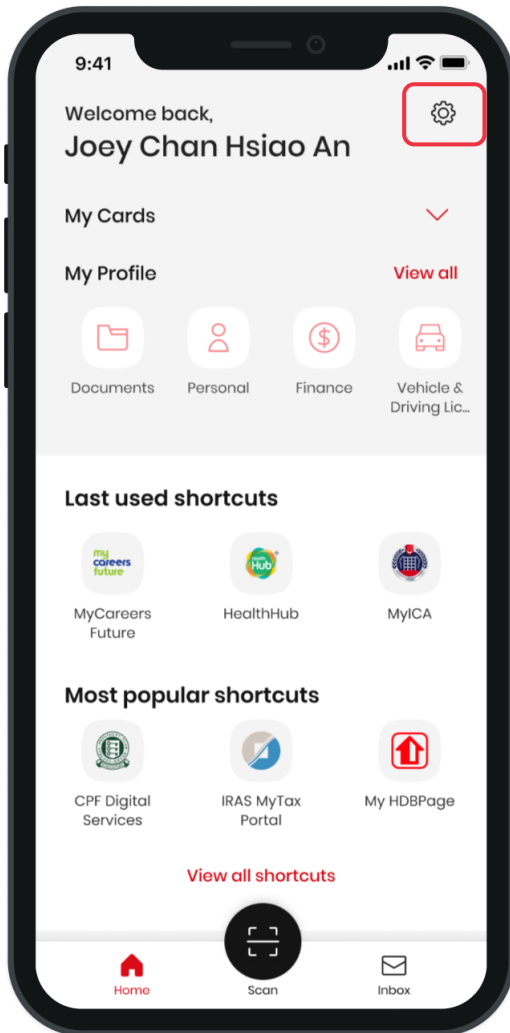 9:41
Welcome back,
Joey Chan Hsiao An
My Cards
My Profile
View all
Documents
Personal
Finance
Vehicle &
Driving Lic...
Last used shortcuts
my
careers
future
Hub
MyCareers
Future
HealthHub
MyICA
Most popular shortcuts
CPF Digital
Services
IRAS MyTax
Portal
My HDBPage
View all shortcuts
Home
Scan
Inbox